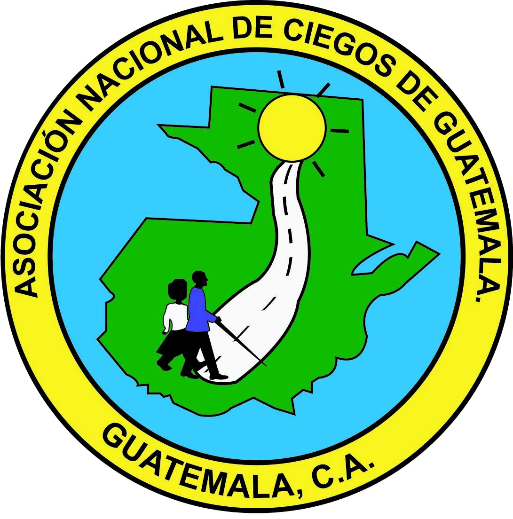 ASOCIACIÓN NACIONAL DE CIEGOS DE GUATEMALA.
GUATEMALA, C.A.